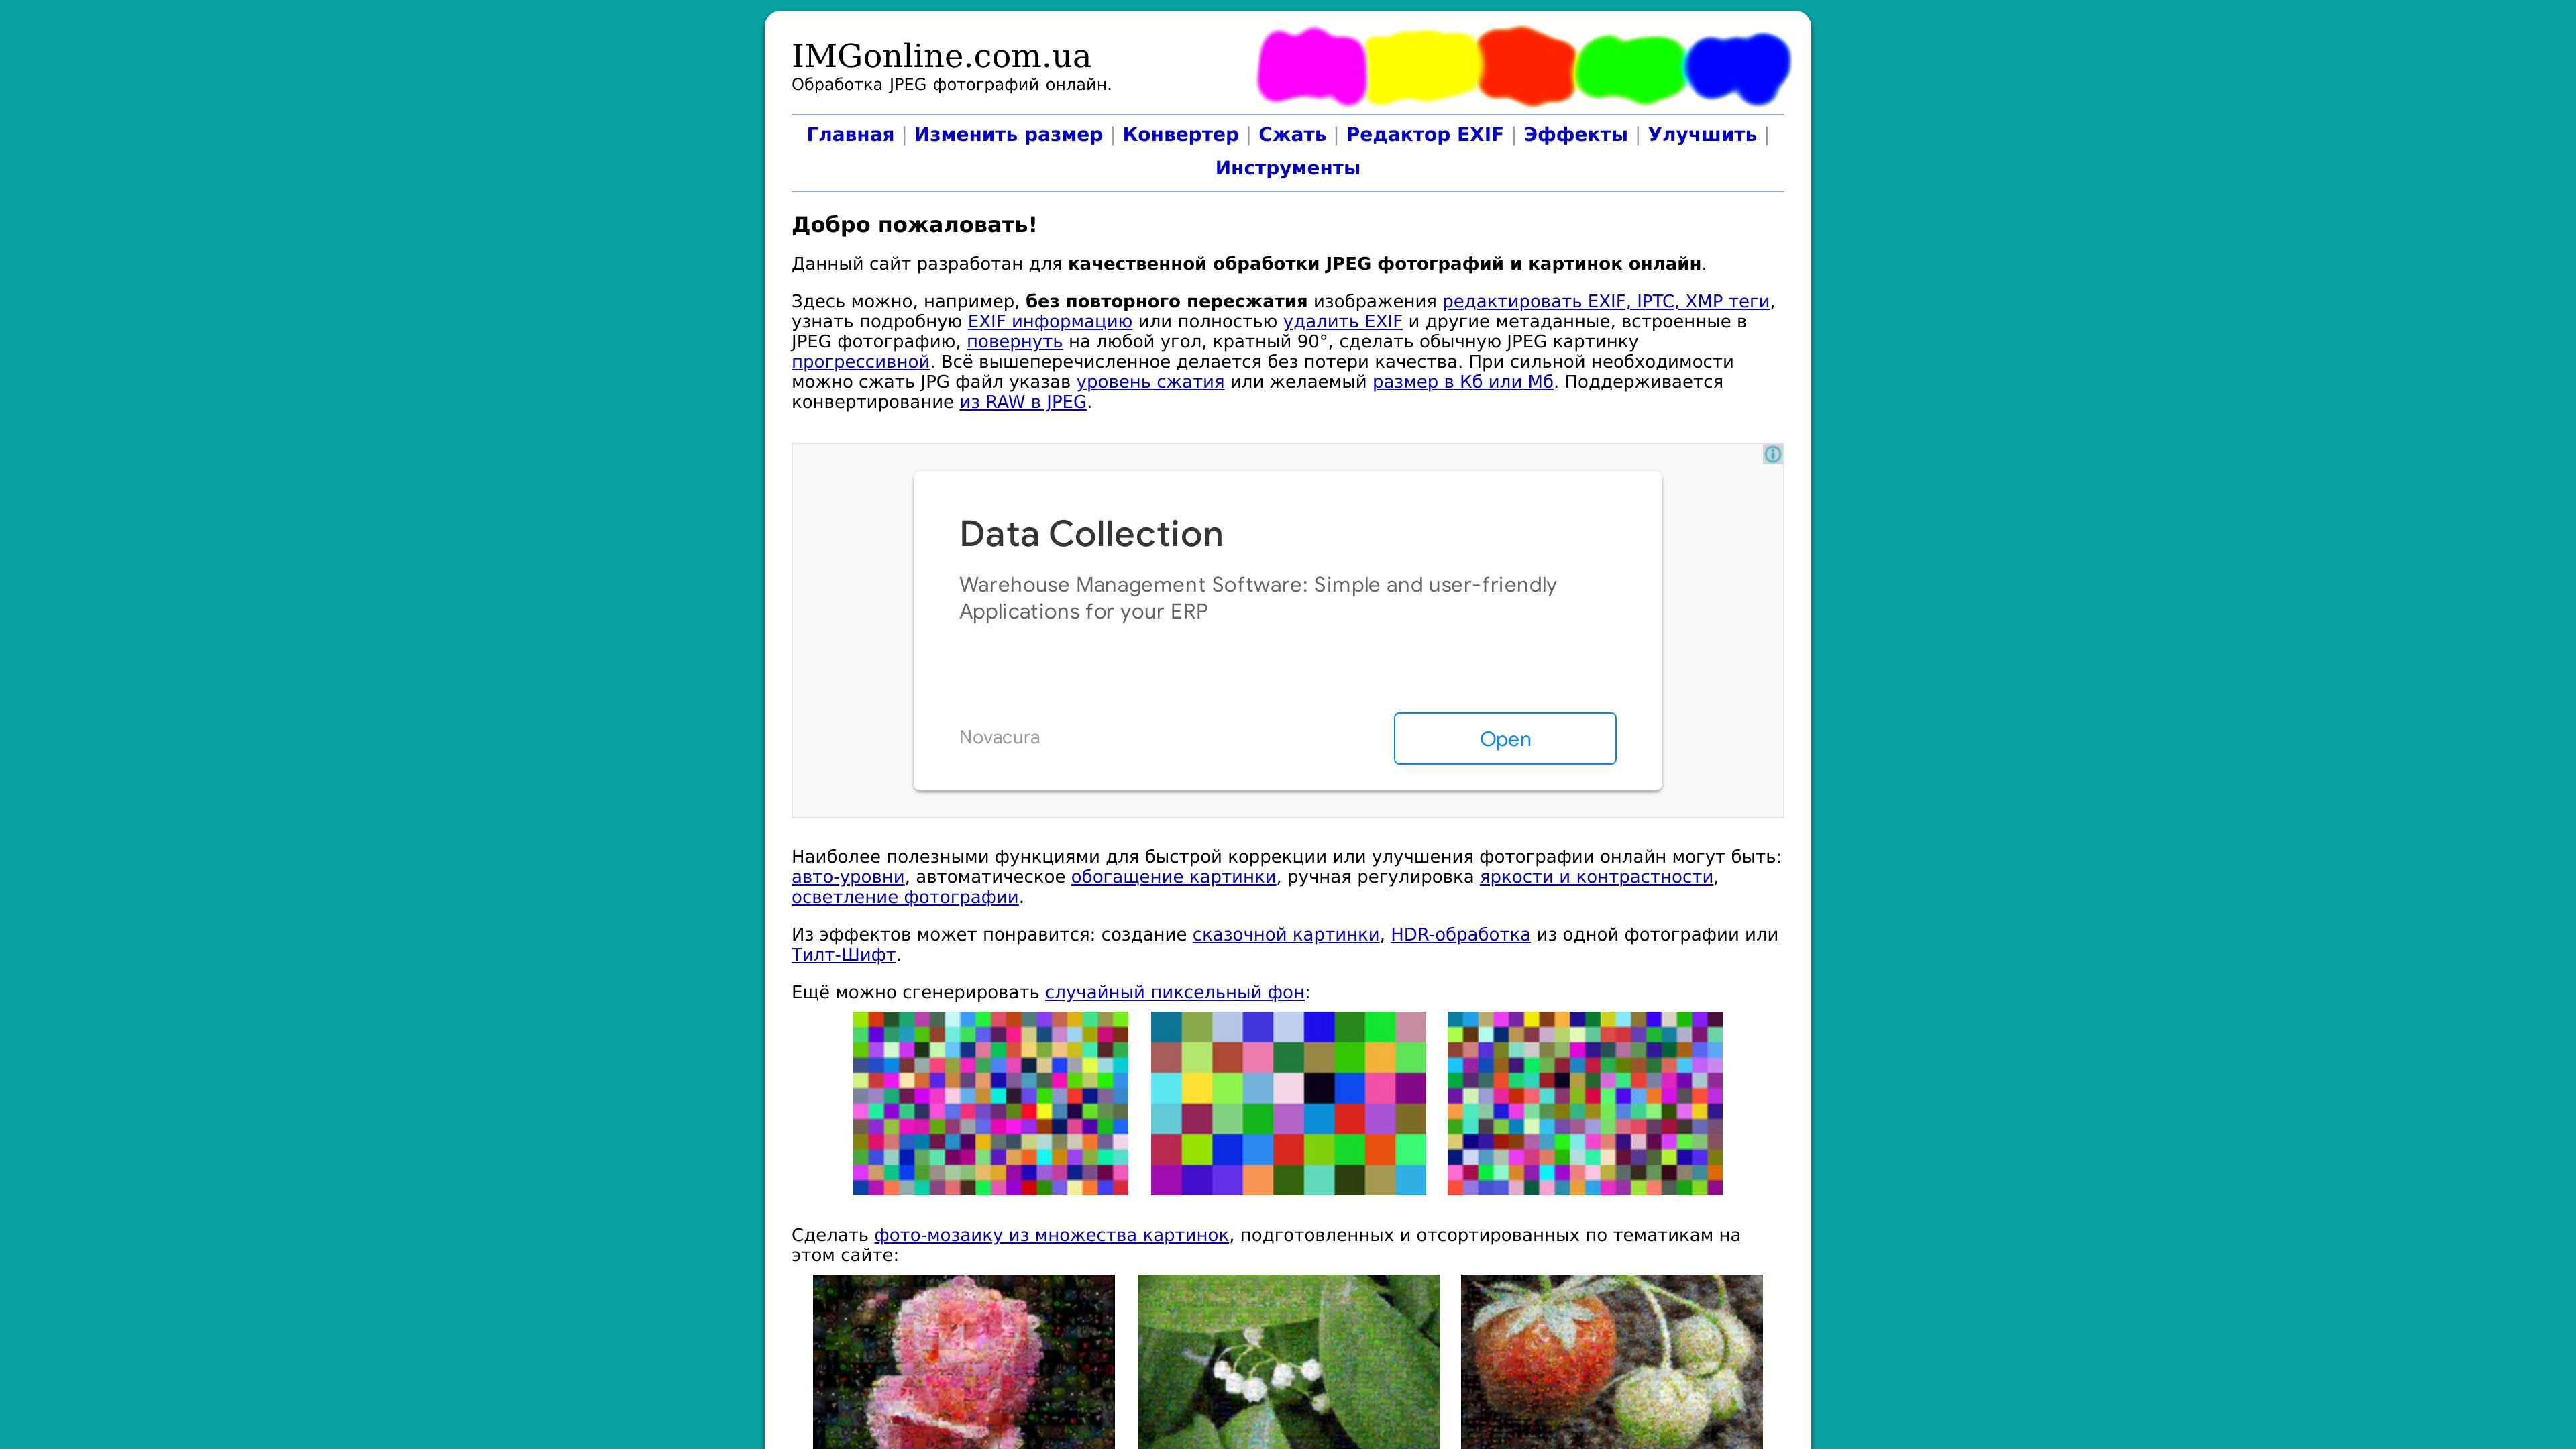 IMGonline.com.ua
Обработка JPEG фотографий онлайн.
Главная | Изменить размер | Конвертер | Сжать | Редактор EXIF | Эффекты | Улучшить |
Инструменты
Добро пожаловать!
Данный сайт разработан для качественной обработки JPEG фотографий и картинок онлайн.
Здесь можно, например, без повторного пересжатия изображения редактировать EXIF, IPTC, XMP теги,
узнать подробную EXIF информацию или полностью удалить EXIF и другие метаданные, встроенные в
JPEG фотографию, повернуть на любой угол, кратный 90°, сделать обычную JPEG картинку
прогрессивной. Всё вышеперечисленное делается без потери качества. При сильной необходимости
можно сжать JPG файл указав уровень сжатия или желаемый размер в Кб или Мб. Поддерживается
конвертирование из RAW в JPEG.
Data Collection
Warehouse Management Software: Simple and user-friendly
Applications for your ERP
Novacura
Open
Наиболее полезными функциями для быстрой коррекции или улучшения фотографии онлайн могут быть:
авто-уровни, автоматическое обогащение картинки, ручная регулировка яркости и контрастности,
осветление фотографии.
Из эффектов может понравится: создание сказочной картинки, HDR-обработка из одной фотографии или
Тилт-Шифт.
Ещё можно сгенерировать случайный пиксельный фон:
Сделать фото-мозаику из множества картинок, подготовленных и отсортированных по тематикам на
этом сайте: